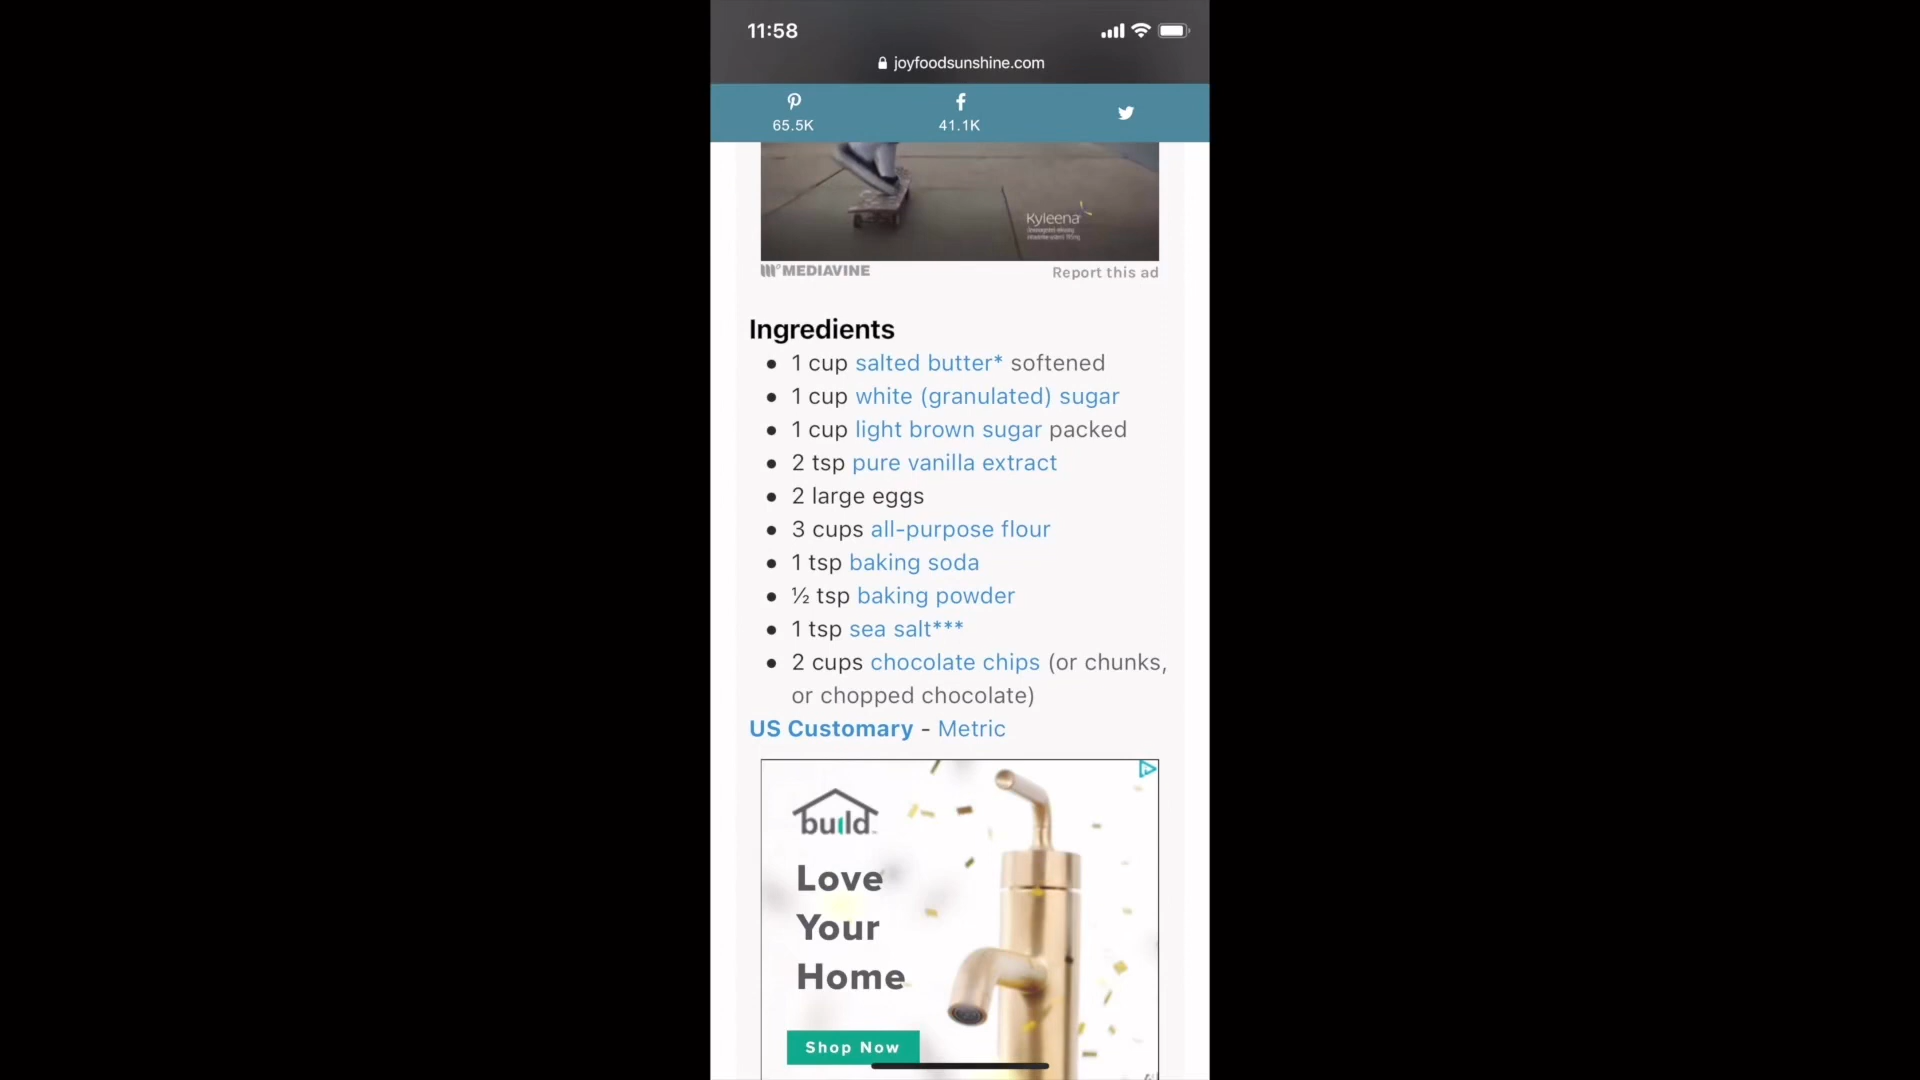 11:58
joyfoodsunshine.com
65.5K
41.1K
Kyleena
MEDIAVINE
Report this ad
Ingredients
1 cup salted butter* softened
1 cup white (granulated) sugar
1 cup light brown sugar packed
2 tsp pure vanilla extract
2 large eggs
3 cups all-purpose flour
1 tsp baking soda
½ tsp baking powder
1 tsp sea salt***
2 cups chocolate chips (or chunks,
or chopped chocolate)
US Customary - Metric
build
Love
Your
Home
Shop Now